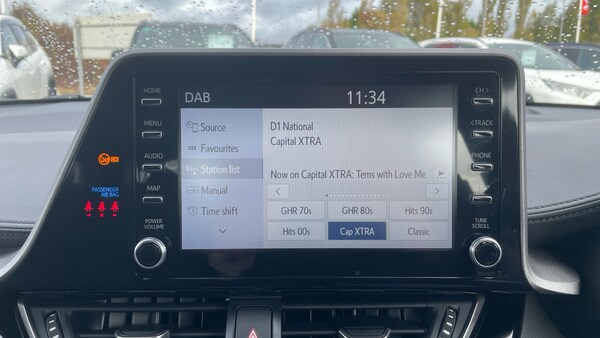 HOME
MENU
AUDIO
MAP
POWER
VOLUME
PASSENGER
AIR BAG
DAB
11:34
Source
Favourites
Station list
Manual
Time shift
D1 National
Capital XTRA
Now on Capital XTRA: Tems with Love Me
GHR 70s
GHR 80s
Hits 90s
Hits 00s
Cap XTRA
Classic
CH >
< TRACK
PHONE
TUNE
SCROLL